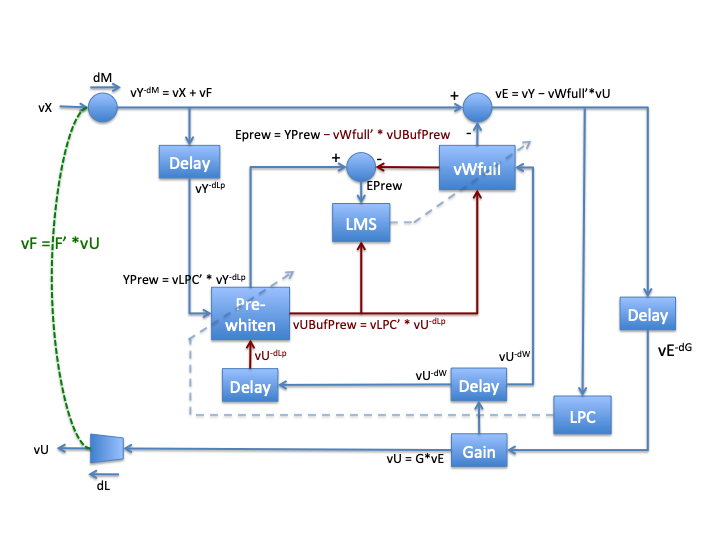 dM
vX
vY-dM = vX + vF
+
vE = vY – vWfull’*vU
-
Eprew = YPrew – vWfull’ * vUBufPrew
Delay
+
-
vWfull
EPrew
vY-dLp
LMS
vF = F’ *vU
YPrew = vLPC’ * vY-dLp
Pre-
whiten
vUBufPrew = vLPC’ * vU-dLp
Delay
vE-dG
vU-dLp
vU-dW
vU-dW
Delay
Delay
LPC
vU
Gain
vU = G*vE
dL